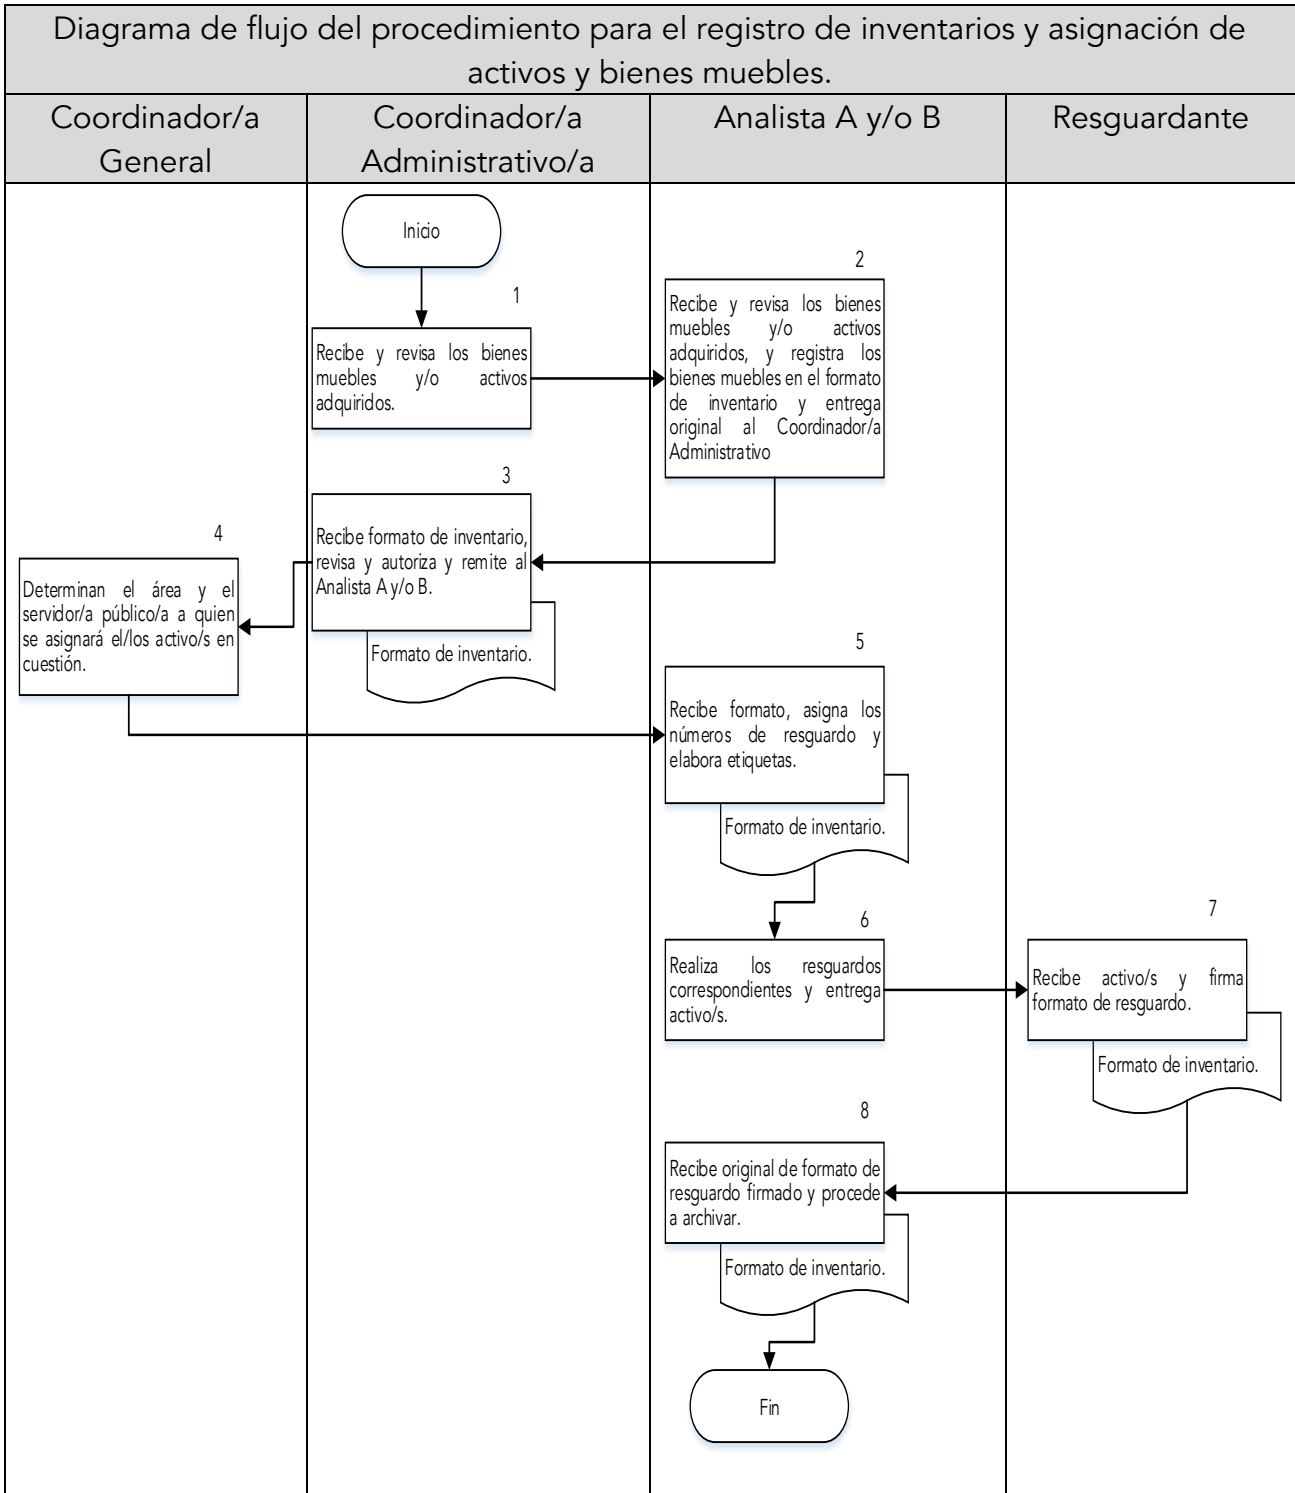 Diagrama de flujo del procedimiento para el registro de inventarios y asignación de
activos y bienes muebles.
Coordinador/a
General
Coordinador/a
Administrativo/a
Analista A y/o B
Resguardante
Inicio
1
Recibe y revisa los bienes
muebles y/o activos
adquiridos.
2
Recibe y revisa los bienes
muebles y/o activos
adquiridos, y registra los
bienes muebles en el formato
de inventario y entrega
original al Coordinador/a
Administrativo
3
Recibe formato de inventario,
revisa y autoriza y remite al
Analista A y/o B.
Formato de inventario.
4
Determinan el área y el
servidor/a público/a a quien
se asignará el/los activo/s en
cuestión.
5
Recibe formato, asigna los
números de resguardo y
elabora etiquetas.
Formato de inventario.
6
Realiza los resguardos
correspondientes y entrega
activo/s.
7
Recibe activo/s y firma
formato de resguardo.
Formato de inventario.
8
Recibe original de formato de
resguardo firmado y procede
a archivar.
Formato de inventario.
Fin